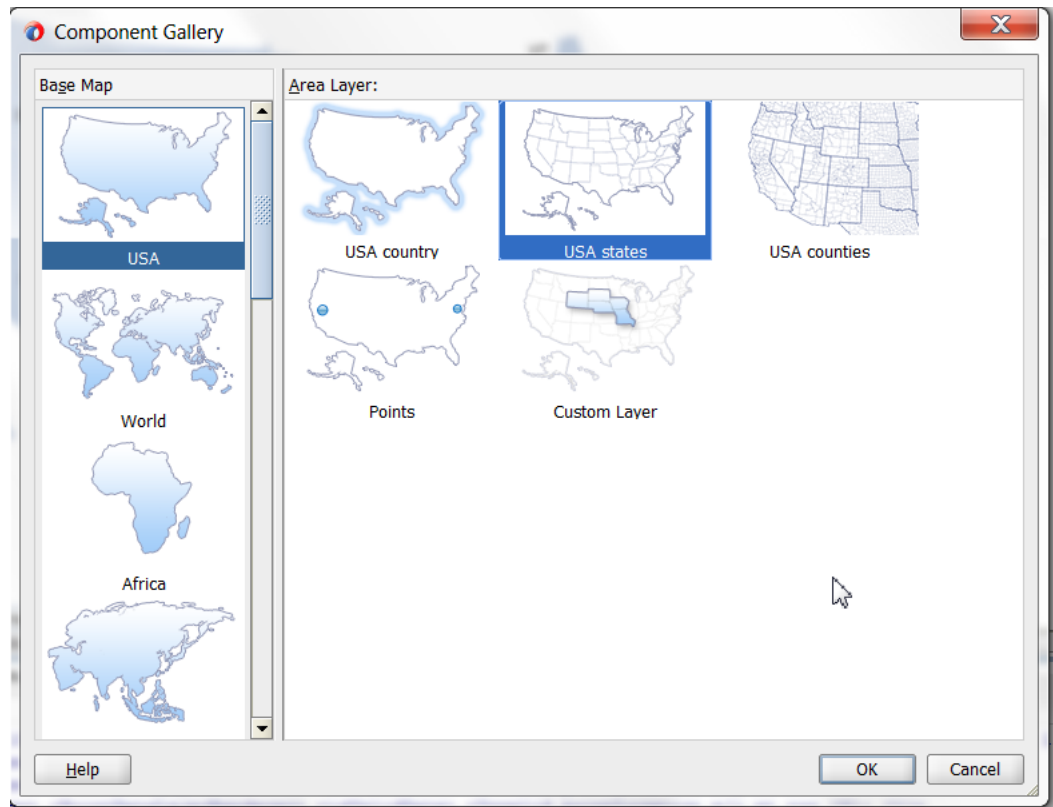 Component Gallery
Base Map
Area Layer:
USA
World
Africa
USA country
USA states
USA counties
Points
Custom Layer
Help
OK
Cancel